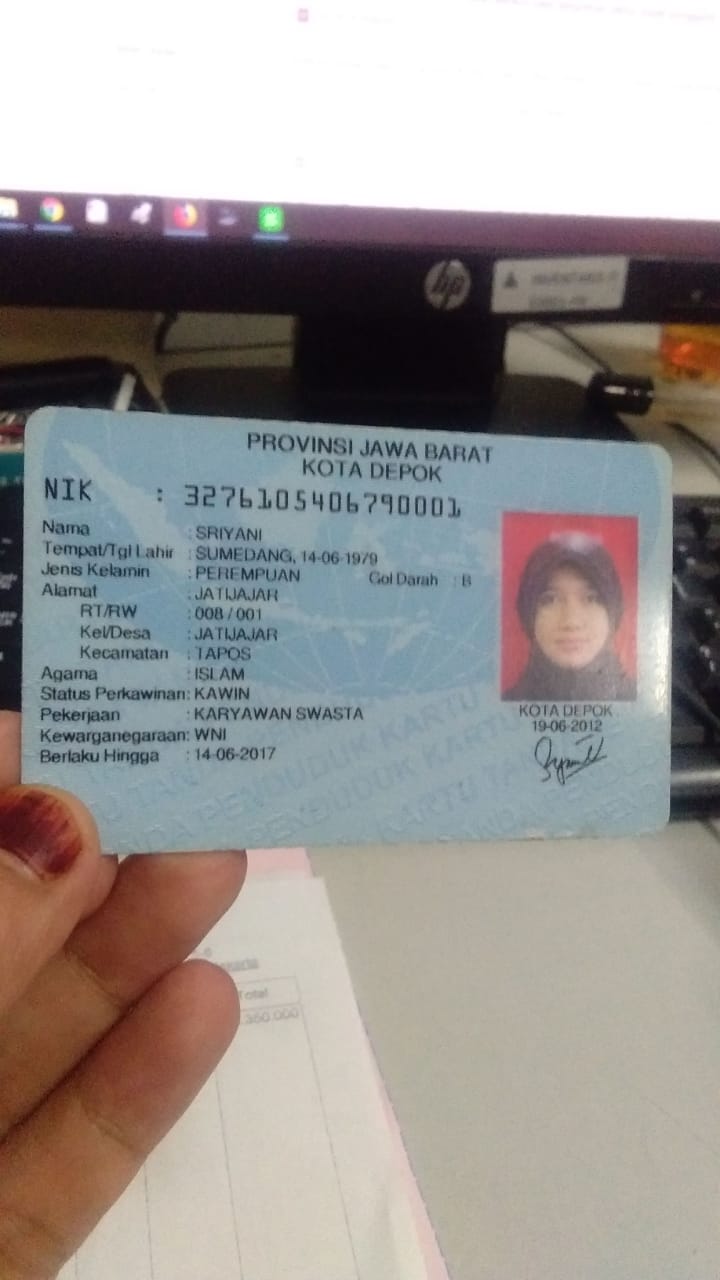 hp
PROVINSI JAWA BARAT
KOTA DEPOK
NIK : 3276105406790001
Nama : SRIYANI
Tempat/Tgl Lahir : SUMEDANG, 14-06-1979
Jenis Kelamin : PEREMPUAN Gol Darah : B
Alamat : JATIJAJAR
RT/RW : 008 / 001
Kel/Desa : JATIJAJAR
Kecamatan : TAPOS
Agama : ISLAM
Status Perkawinan: KAWIN
Pekerjaan : KARYAWAN SWASTA
Kewarganegaraan: WNI
Berlaku Hingga : 14-06-2017
KOTA DEPOK
19-06-2012
Total